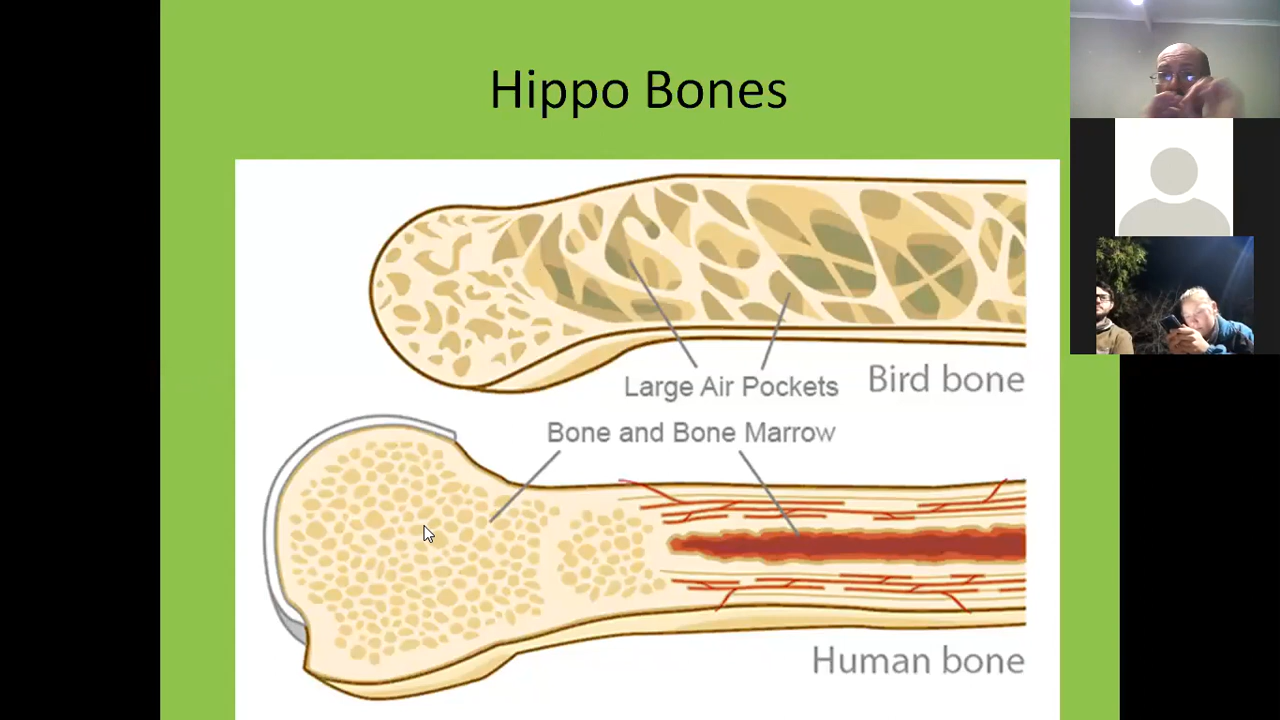 Hippo Bones
Large Air Pockets
Bird bone
Bone and Bone Marrow
Human bone